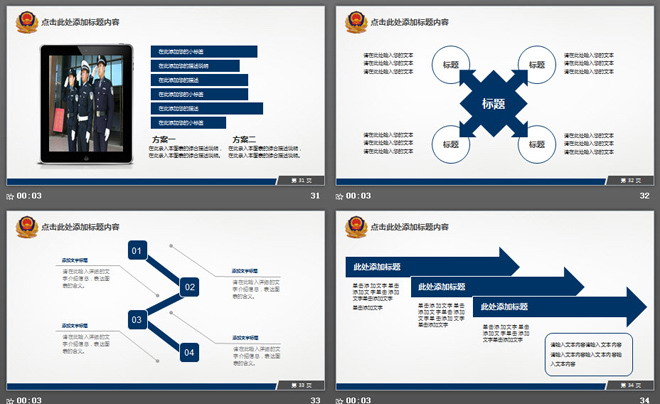 点击此处添加标题内容
在此添加您的小标签
在此添加您的描述说明
在此添加您的描述
在此添加您的小标签
在此添加您的描述
在此添加您的小标签
方案一
在此录入本图表的综合描述说明，
在此录入本图表的综合描述说明。
方案二
在此录入本图表的综合描述说明，
在此录入本图表的综合描述说明。
第 31 页
00:03
31
点击此处添加标题内容
请在此处输入您的文本
请在此处输入您的文本
请在此处输入您的文本
标题
标题
请在此处输入您的文本
请在此处输入您的文本
请在此处输入您的文本
标题
请在此处输入您的文本
请在此处输入您的文本
请在此处输入您的文本
标题
标题
请在此处输入您的文本
请在此处输入您的文本
请在此处输入您的文本
第 32 页
00:03
32
点击此处添加标题内容
01
添加文字标题
请在此输入详细的文
字介绍信息，表达图
表的含义。
添加文字标题
请在此输入详细的文
字介绍信息，表达图
表的含义。
02
03
添加文字标题
请在此输入详细的文
字介绍信息，表达图
表的含义。
添加文字标题
请在此输入详细的文
字介绍信息，表达图
表的含义。
04
第 33 页
00:03
33
点击此处添加标题内容
此处添加标题
此处添加标题
此处添加标题
单击添加文字单击
添加文字单击添加
文字单击添加文字
单击添加文字
单击添加文字单击
添加文字单击添加
文字单击添加文字
单击添加文字
单击添加文字单击
添加文字单击添加
文字单击添加文字
请输入文本内容请输入文本内容
请输入文本内容请输入文本内容输
入文本内容
第 34 页
00:03
34